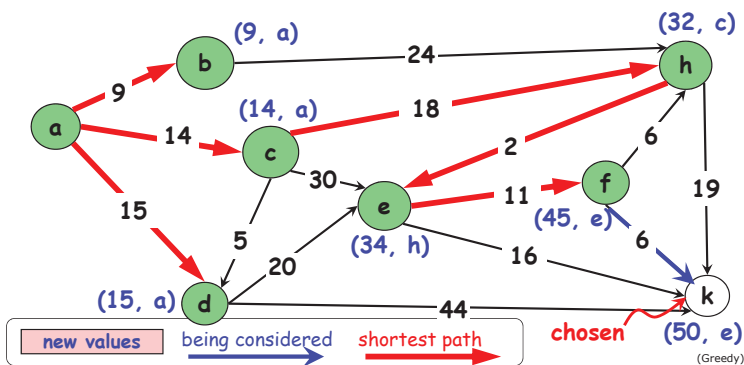 (9, a)
(32, c)
b
24
h
9
(14, a)
18
a
14
6
c
2
30
f
11
19
15
e
(45, e)
5
(34, h)
6
20
16
(15, a)
d
44
k
new values
being considered
shortest path
chosen
(50, e)
(Greedy)